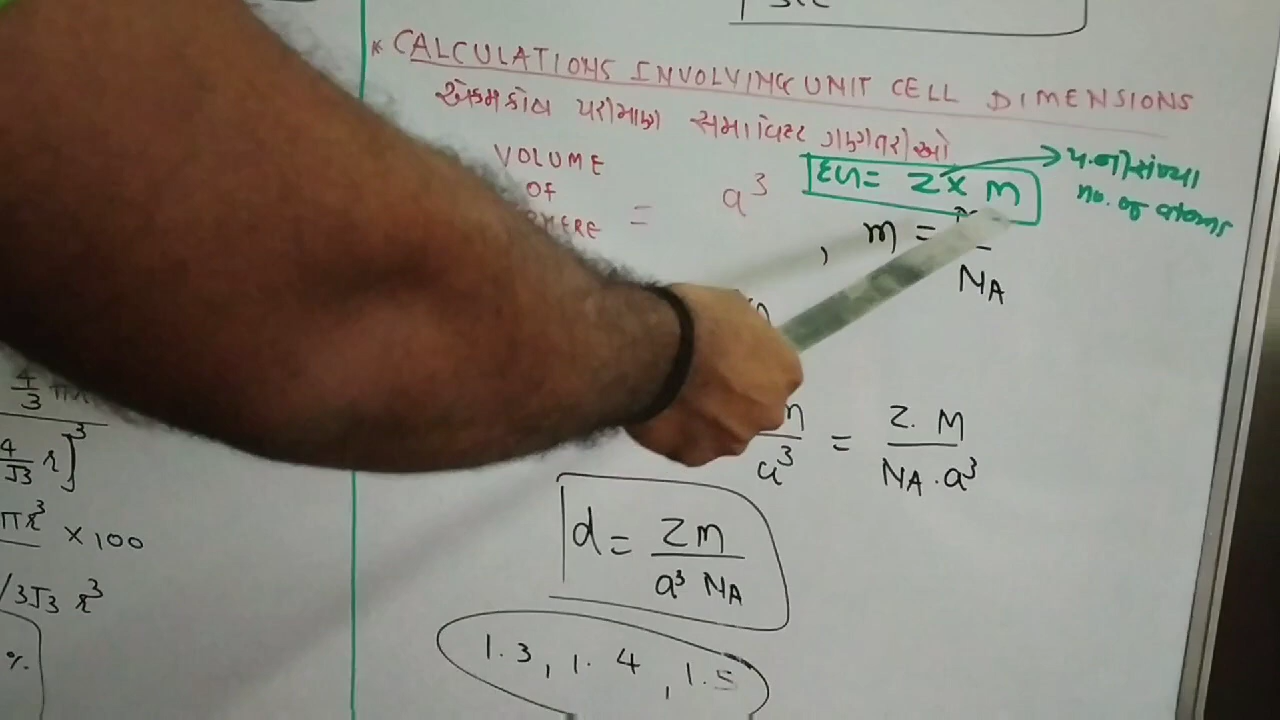 * CALCULATIONS INVOLVING UNIT CELL DIMENSIONS
એકમકોષ પરીમાણ સમાવિષ્ટ ગણતરીઓ
VOLUME
OF
= a³
દળ = Z × m
no. of atoms
, m =
NA
m
a³
= Z. M
NA . a³
d = Zm
a³ NA
1.3, 1.4, 1.5
4
3
4
√3 r]³
πr³ × 100
/3√3 r³
%